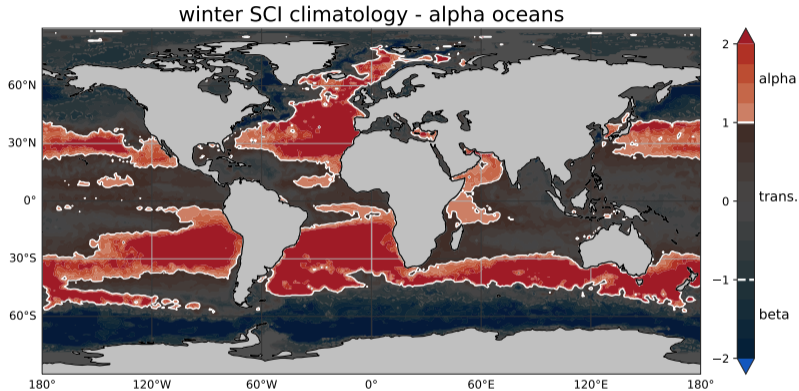 winter SCI climatology - alpha oceans
60°N
30°N
0°
30°S
60°S
180°
120°W
60°W
0°
60°E
120°E
180°
2
1
0
−1
−2
alpha
trans.
beta